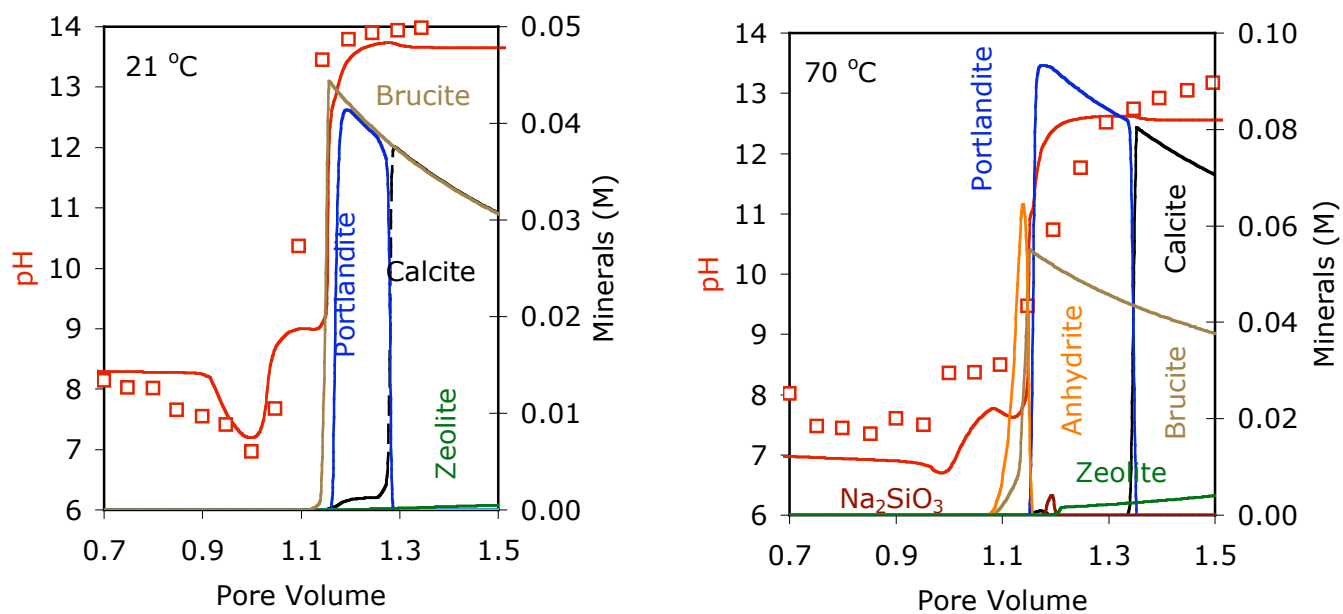 21 °C
14
13
12
11
10
9
8
7
6
pH
0.7
0.9
1.1
1.3
1.5
Pore Volume
0.05
0.04
0.03
0.02
0.01
0.00
Minerals (M)
Brucite
Portlandite
Calcite
Zeolite
70 °C
14
13
12
11
10
9
8
7
6
pH
0.7
0.9
1.1
1.3
1.5
Pore Volume
0.10
0.08
0.06
0.04
0.02
0.00
Minerals (M)
Portlandite
Calcite
Anhydrite
Brucite
Zeolite
Na₂SiO₃